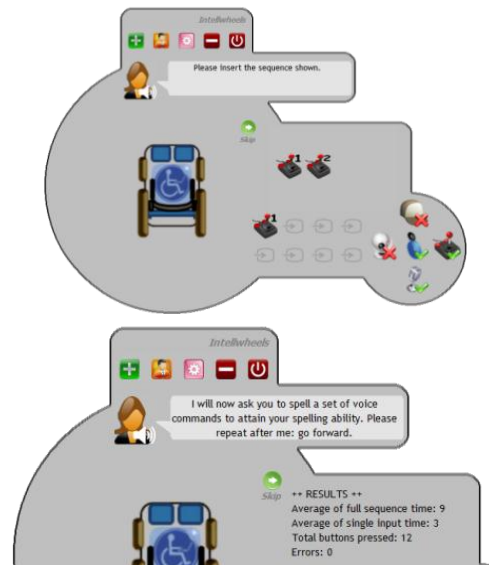 Intellwheels
Please insert the sequence shown.
Skip
1 2
1
Intellwheels
I will now ask you to spell a set of voice
commands to attain your spelling ability. Please
repeat after me: go forward.
Skip
++ RESULTS ++
Average of full sequence time: 9
Average of single input time: 3
Total buttons pressed: 12
Errors: 0